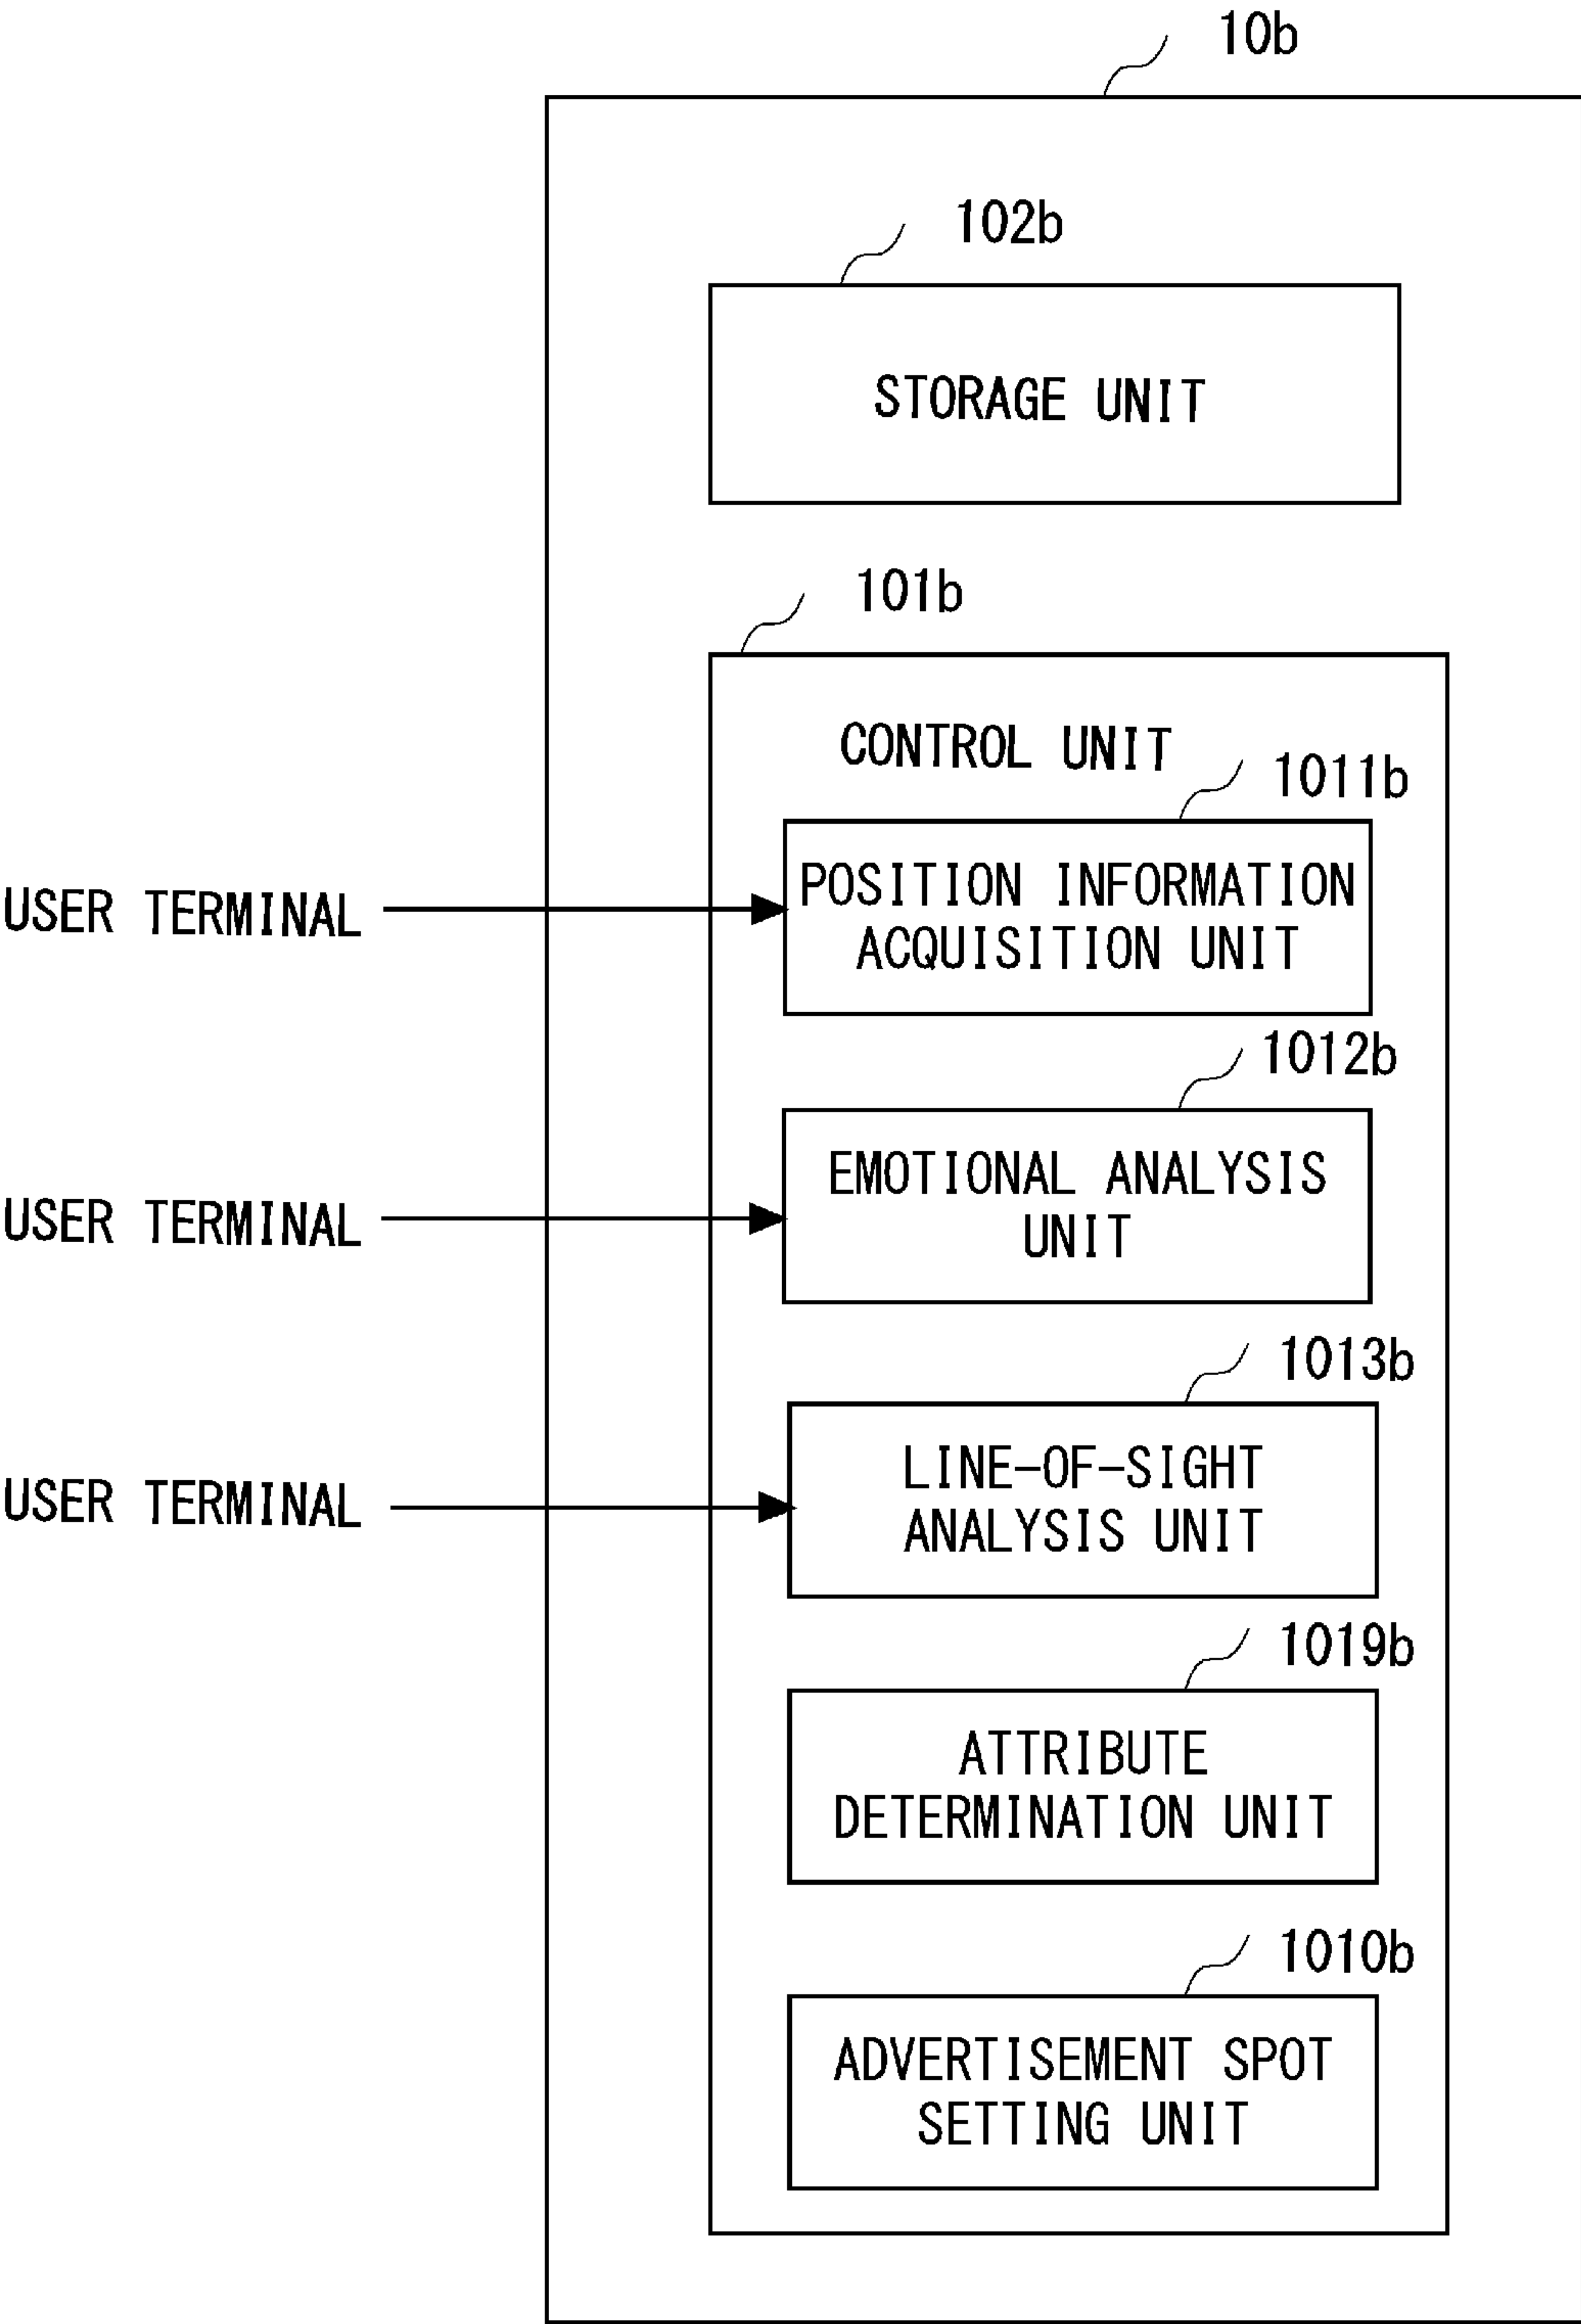 10b
102b
STORAGE UNIT
101b
CONTROL UNIT
1011b
USER TERMINAL
POSITION INFORMATION
ACQUISITION UNIT
1012b
USER TERMINAL
EMOTIONAL ANALYSIS
UNIT
1013b
USER TERMINAL
LINE-OF-SIGHT
ANALYSIS UNIT
1019b
ATTRIBUTE
DETERMINATION UNIT
1010b
ADVERTISEMENT SPOT
SETTING UNIT